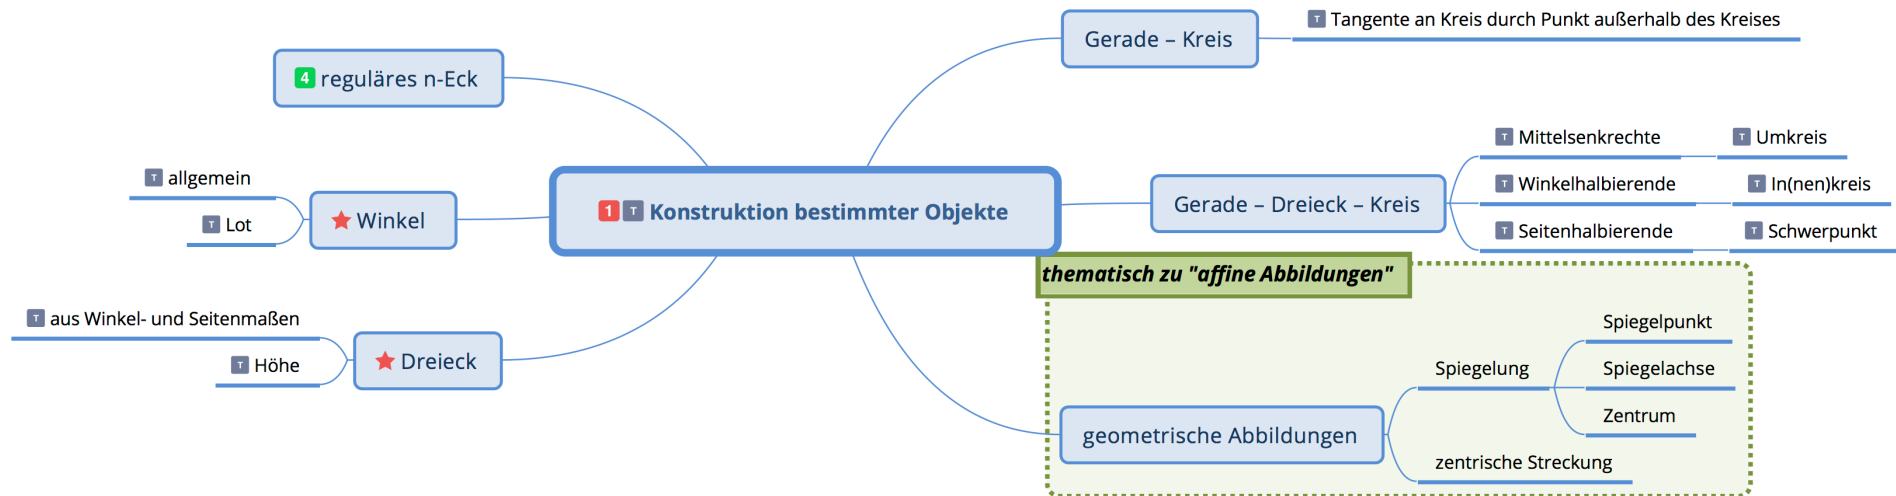 Gerade – Kreis
T Tangente an Kreis durch Punkt außerhalb des Kreises
4 reguläres n-Eck
T Mittelsenkrechte
T Umkreis
T allgemein
T Winkelhalbierende
T In(nen)kreis
Winkel
1 T Konstruktion bestimmter Objekte
Gerade – Dreieck – Kreis
T Lot
T Seitenhalbierende
T Schwerpunkt
thematisch zu "affine Abbildungen"
T aus Winkel- und Seitenmaßen
Dreieck
T Höhe
Spiegelpunkt
Spiegelung
Spiegelachse
Zentrum
geometrische Abbildungen
zentrische Streckung